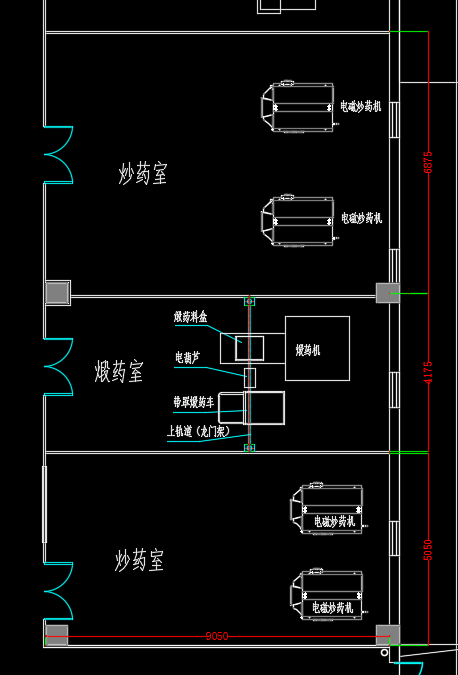 电磁炒药机
炒药室
6875
电磁炒药机
煅药料盒
煅药机
电葫芦
煅药室
4175
带罩煅药车
上轨道（龙门架）
电磁炒药机
炒药室
5050
电磁炒药机
9050